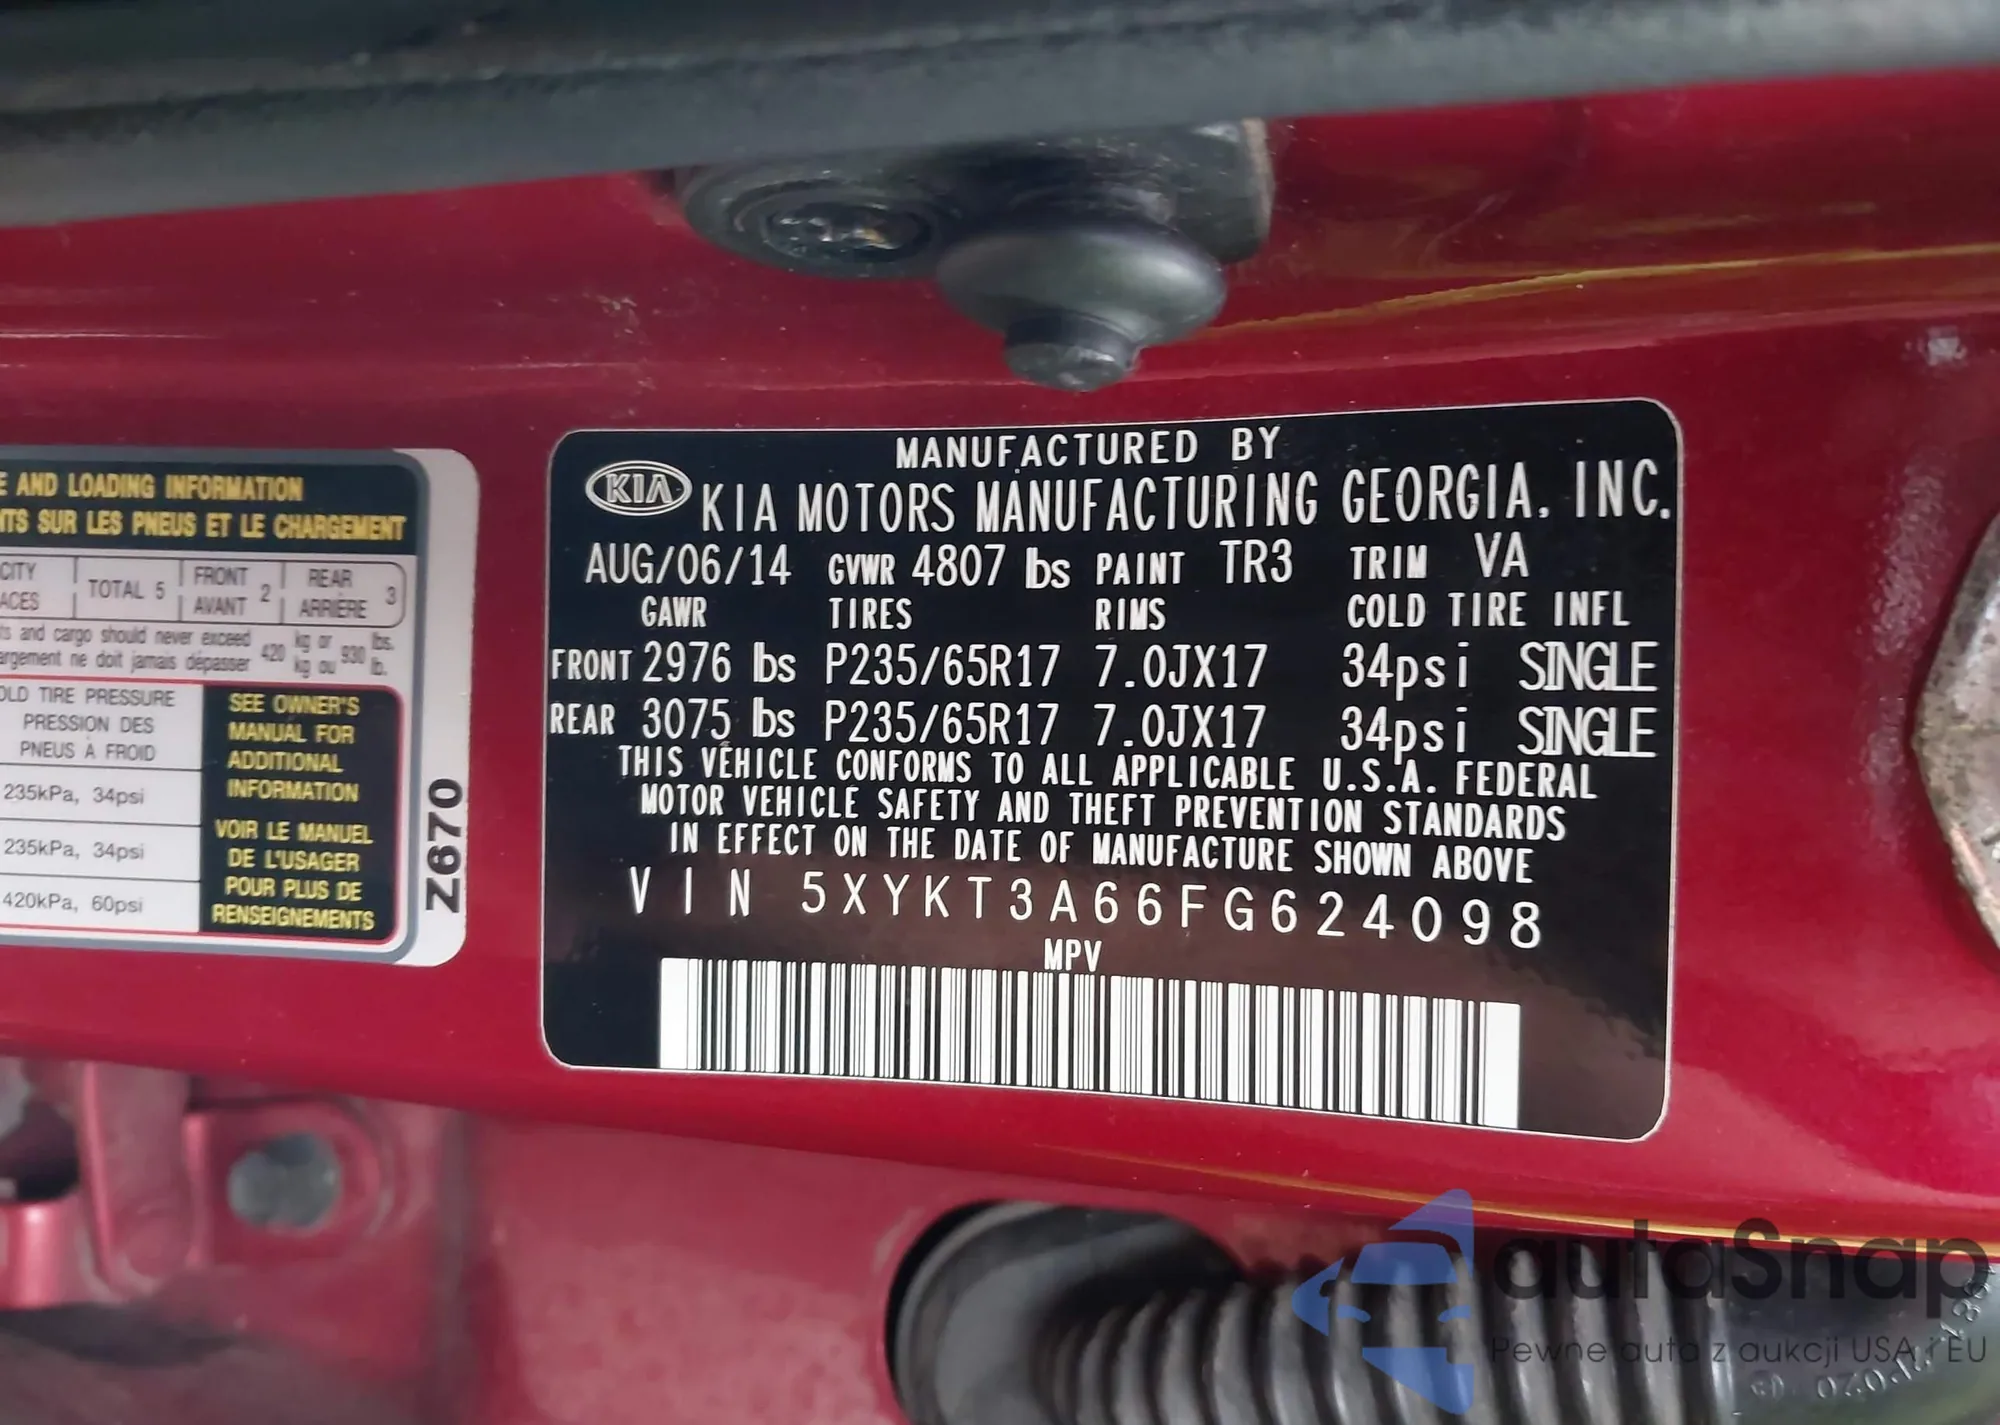 E AND LOADING INFORMATION
NTS SUR LES PNEUS ET LE CHARGEMENT
CITY
ACES
TOTAL 5
FRONT
AVANT
2
REAR
ARRIÈRE
3
ts and cargo should never exceed 420 kg or 930 lbs.
argement ne doit jamais dépasser kg ou lb.
OLD TIRE PRESSURE
PRESSION DES
PNEUS À FROID
235kPa, 34psi
235kPa, 34psi
420kPa, 60psi
SEE OWNER'S
MANUAL FOR
ADDITIONAL
INFORMATION
VOIR LE MANUEL
DE L'USAGER
POUR PLUS DE
RENSEIGNEMENTS
Z670
MANUFACTURED BY
KIA KIA MOTORS MANUFACTURING GEORGIA, INC.
AUG/06/14 GVWR 4807 lbs PAINT TR3 TRIM VA
GAWR TIRES RIMS COLD TIRE INFL
FRONT 2976 lbs P235/65R17 7.0JX17 34psi SINGLE
REAR 3075 lbs P235/65R17 7.0JX17 34psi SINGLE
THIS VEHICLE CONFORMS TO ALL APPLICABLE U.S.A. FEDERAL
MOTOR VEHICLE SAFETY AND THEFT PREVENTION STANDARDS
IN EFFECT ON THE DATE OF MANUFACTURE SHOWN ABOVE
VIN 5XYKT3A66FG624098
MPV
autaSnap
Pewne auta z aukcji USA i EU